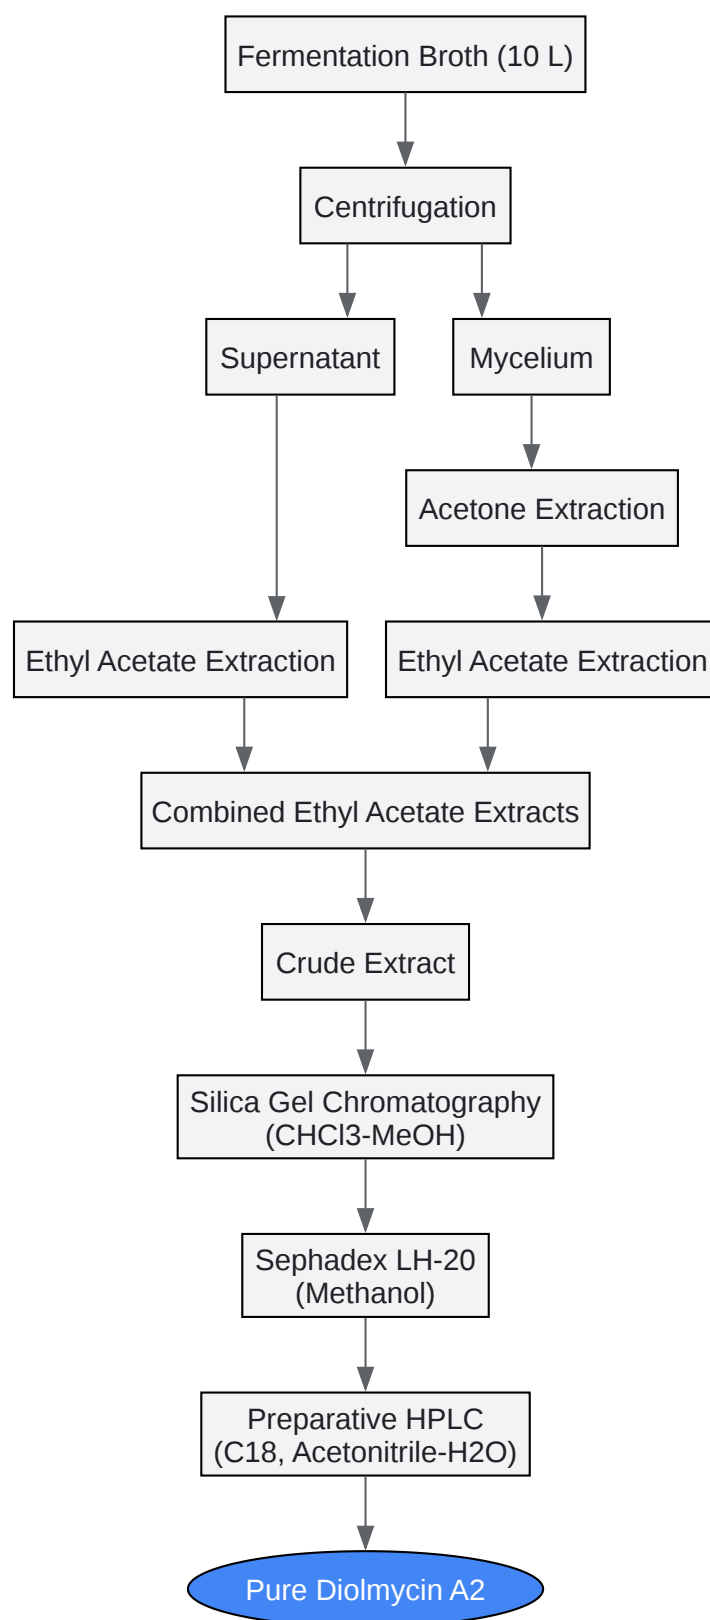 Fermentation Broth (10 L)
Centrifugation
Supernatant
Mycelium
Acetone Extraction
Ethyl Acetate Extraction
Ethyl Acetate Extraction
Combined Ethyl Acetate Extracts
Crude Extract
Silica Gel Chromatography
(CHCl3-MeOH)
Sephadex LH-20
(Methanol)
Preparative HPLC
(C18, Acetonitrile-H2O)
Pure Diolmycin A2